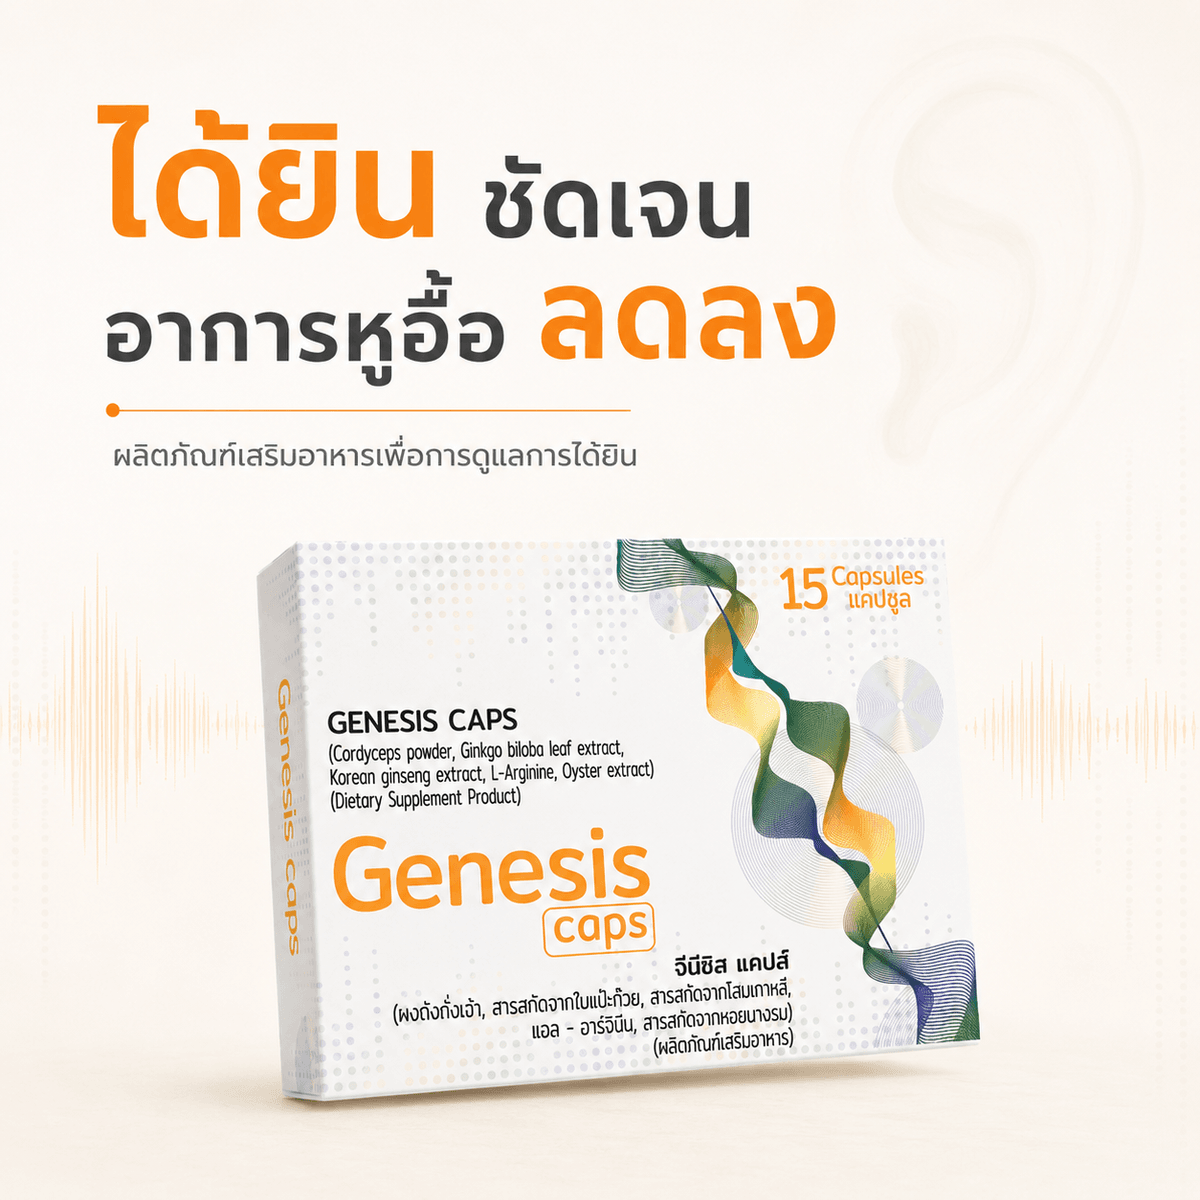 ได้ยิน ชัดเจน
อาการหูอื้อ ลดลง
ผลิตภัณฑ์เสริมอาหารเพื่อการดูแลการได้ยิน
15 Capsules
แคปซูล
GENESIS CAPS
(Cordyceps powder, Ginkgo biloba leaf extract,
Korean ginseng extract, L-Arginine, Oyster extract)
(Dietary Supplement Product)
Genesis
caps
Genesis caps
จีนีซิส แคปส์
(ผงถังถั่งเอ้า, สารสกัดจากใบแป๊ะก๊วย, สารสกัดจากโสมเกาหลี,
แอล - อาร์จินีน, สารสกัดจากหอยนางรม)
(ผลิตภัณฑ์เสริมอาหาร)